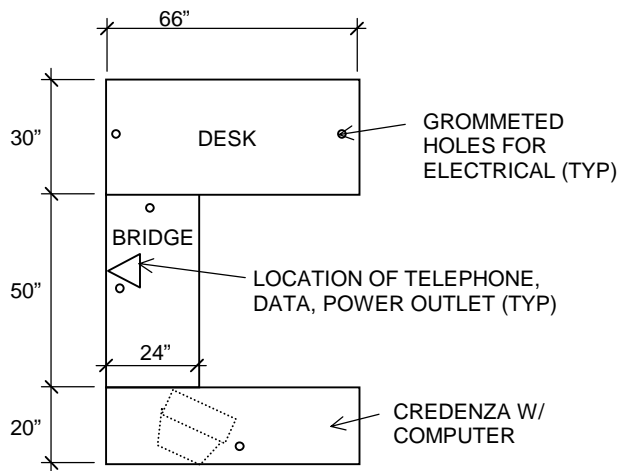 66”
30”
DESK
GROMMETED
HOLES FOR
ELECTRICAL (TYP)
BRIDGE
50”
LOCATION OF TELEPHONE,
DATA, POWER OUTLET (TYP)
24”
20”
CREDENZA W/
COMPUTER